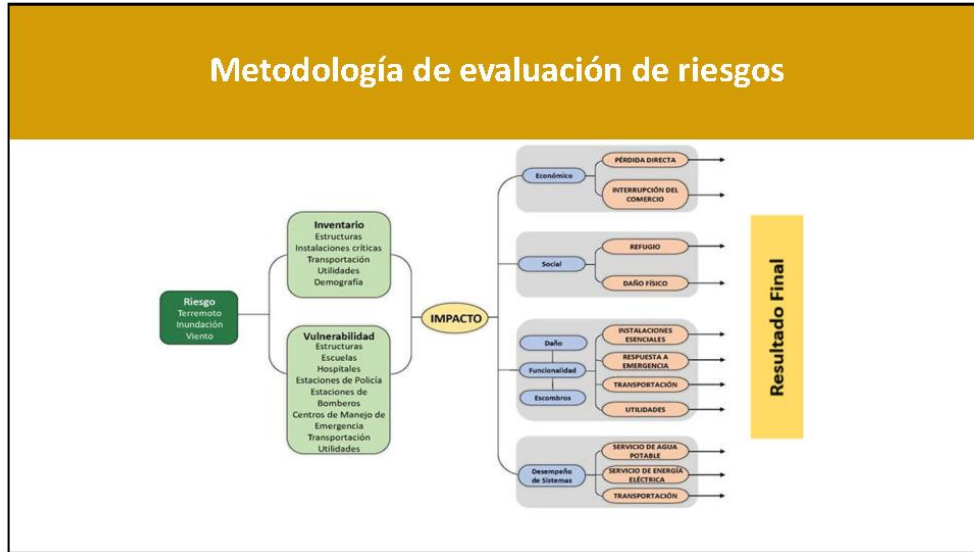 Metodología de evaluación de riesgos
Riesgo
Terremoto
Inundación
Viento
Inventario
Estructuras
Instalaciones críticas
Transportación
Utilidades
Demografía
Vulnerabilidad
Estructuras
Escuelas
Hospitales
Estaciones de Policía
Estaciones de
Bomberos
Centros de Manejo de
Emergencia
Transportación
Utilidades
IMPACTO
Económico
PÉRDIDA DIRECTA
INTERRUPCIÓN DEL
COMERCIO
Social
REFUGIO
DAÑO FÍSICO
Daño
Funcionalidad
Escombros
INSTALACIONES
ESENCIALES
RESPUESTA A
EMERGENCIA
TRANSPORTACIÓN
UTILIDADES
Desempeño
de Sistemas
SERVICIO DE AGUA
POTABLE
SERVICIO DE ENERGÍA
ELÉCTRICA
TRANSPORTACIÓN
Resultado Final